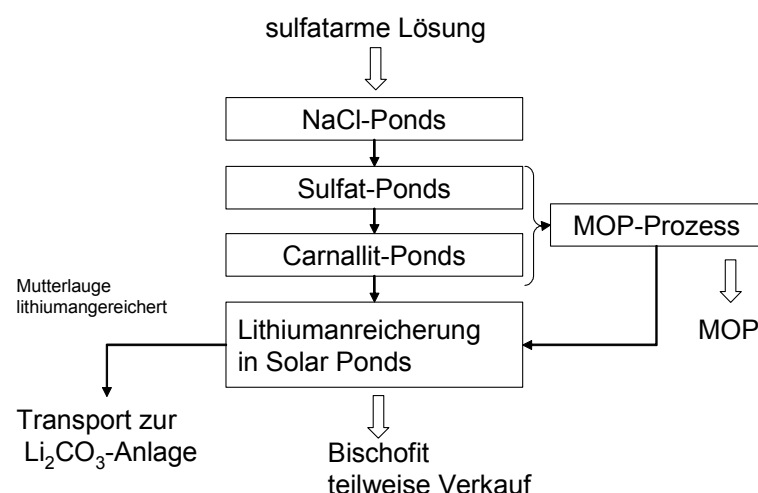 sulfatarme Lösung
NaCl-Ponds
Sulfat-Ponds
MOP-Prozess
Carnallit-Ponds
Mutterlauge
lithiumangereichert
Lithiumanreicherung
in Solar Ponds
MOP
Transport zur
Li₂CO₃-Anlage
Bischofit
teilweise Verkauf